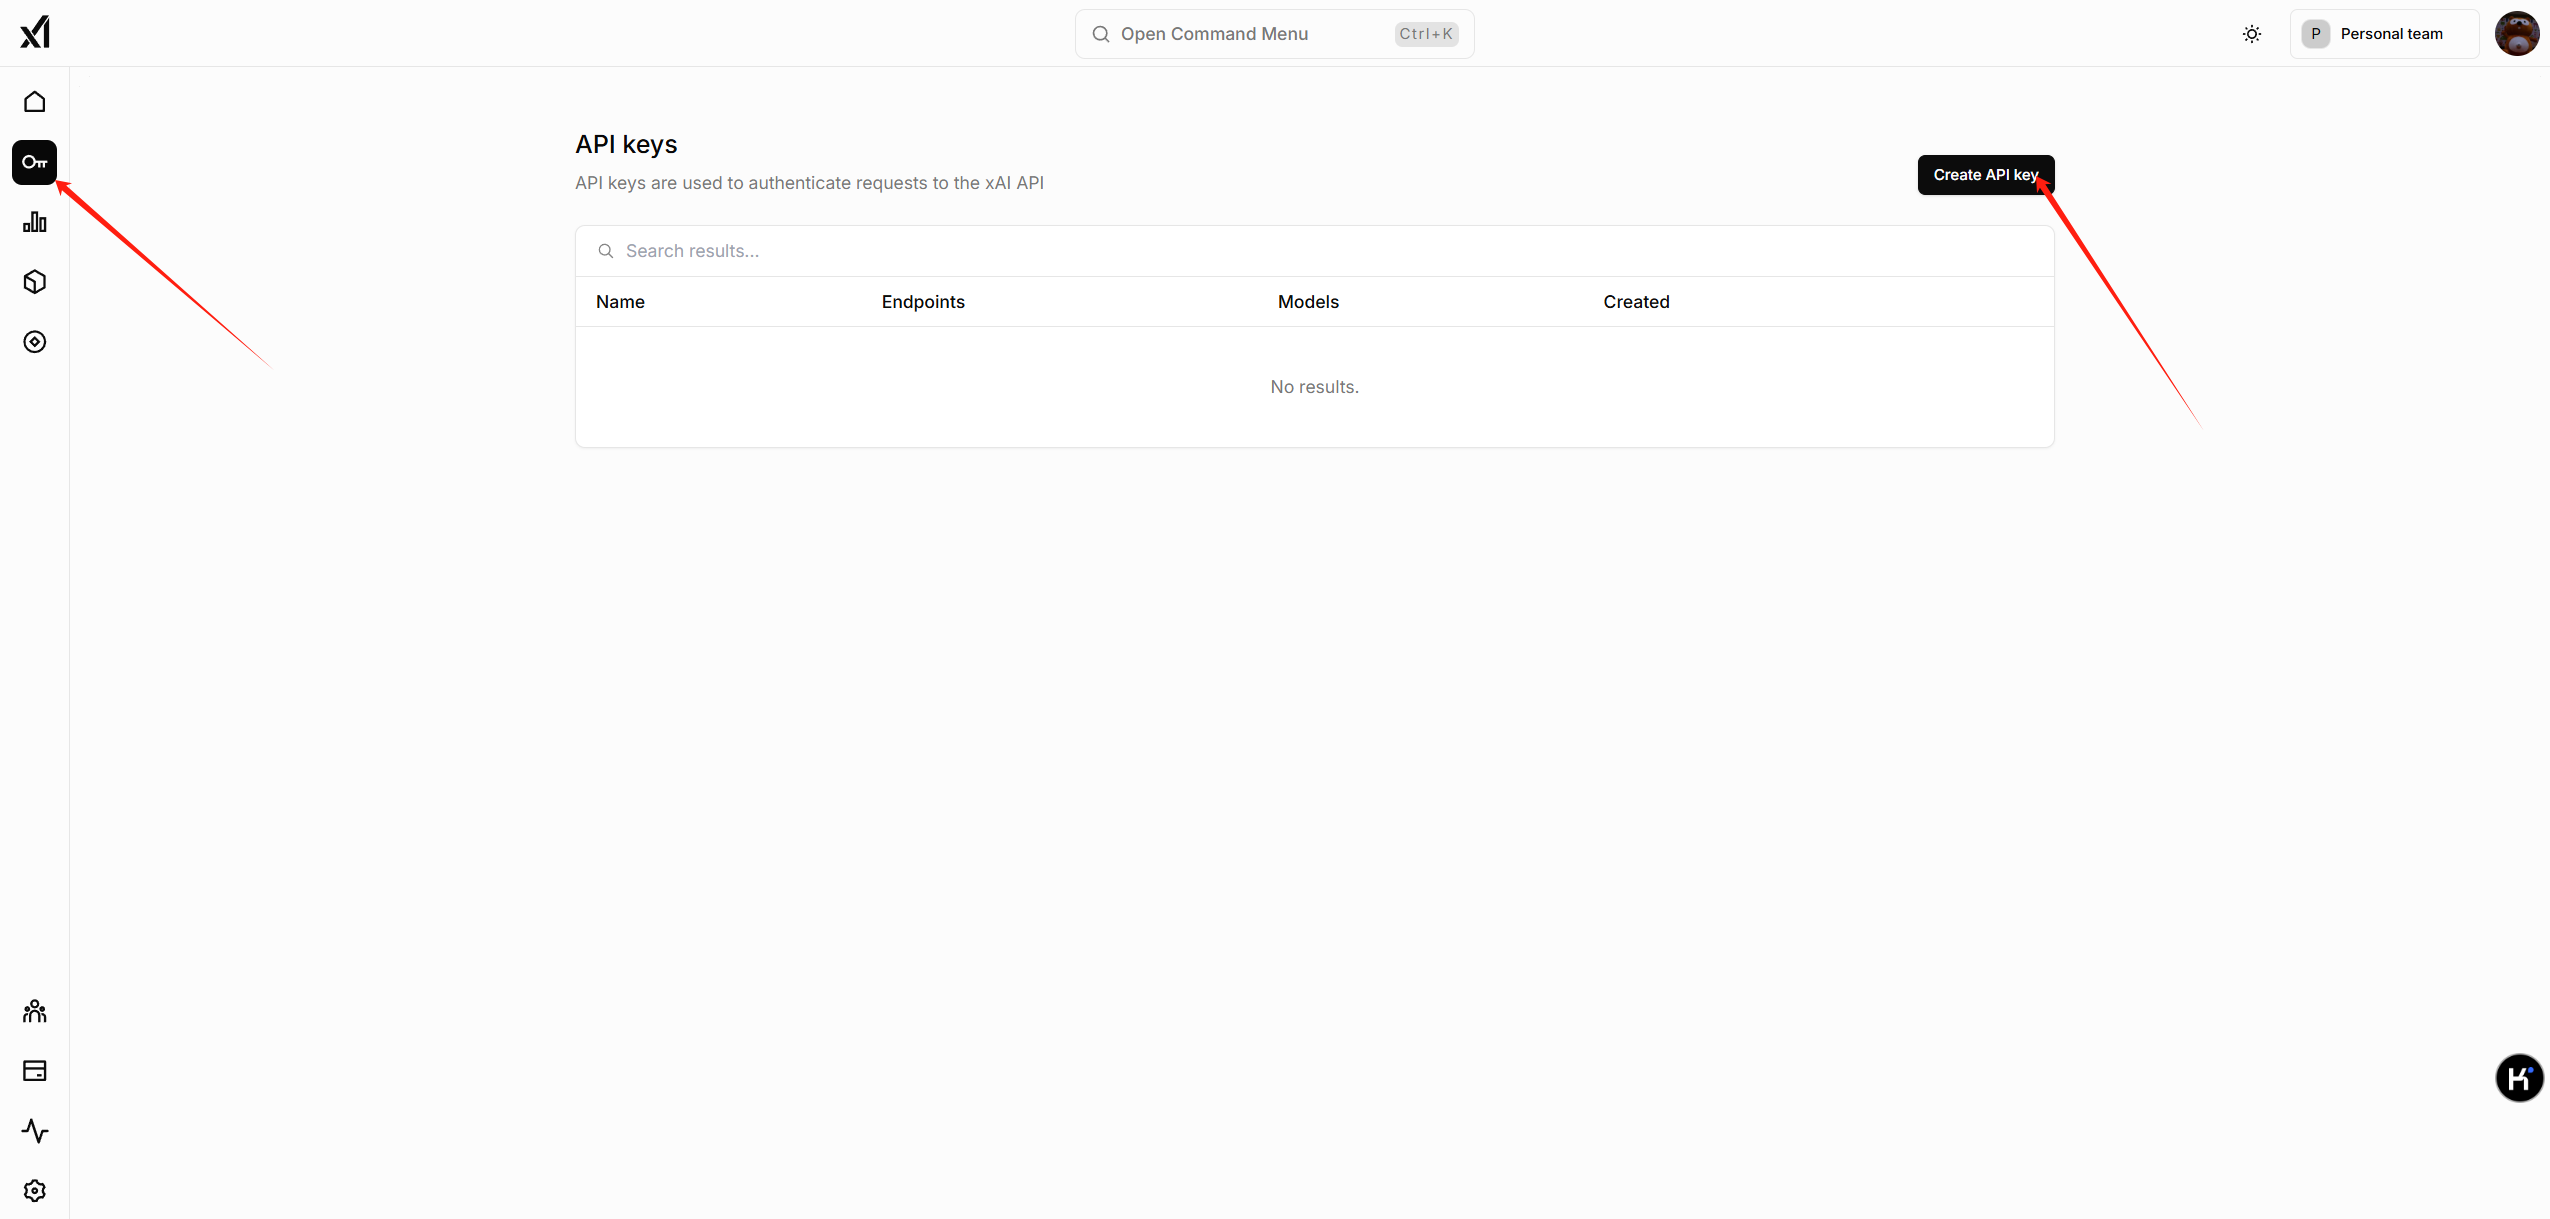 xI
Open Command Menu Ctrl+K
P Personal team
API keys
API keys are used to authenticate requests to the xAI API
Create API key
Search results...
Name Endpoints Models Created
No results.
K